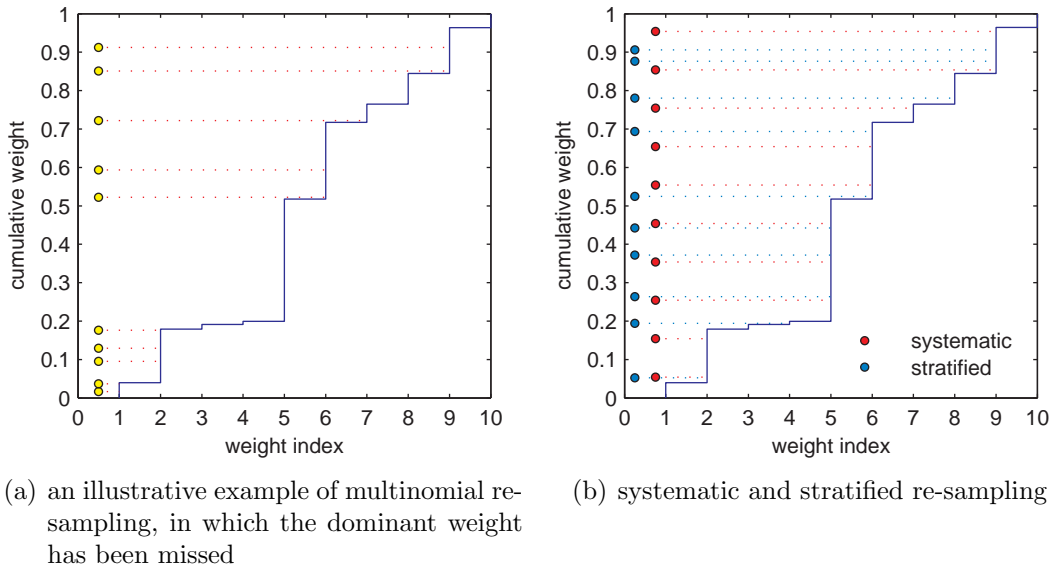 1
0.9
0.8
0.7
0.6
0.5
0.4
0.3
0.2
0.1
0
cumulative weight
0 1 2 3 4 5 6 7 8 9 10
weight index
1
0.9
0.8
0.7
0.6
0.5
0.4
0.3
0.2
0.1
0
cumulative weight
systematic
stratified
0 1 2 3 4 5 6 7 8 9 10
weight index
(a) an illustrative example of multinomial re-
sampling, in which the dominant weight
has been missed
(b) systematic and stratified re-sampling